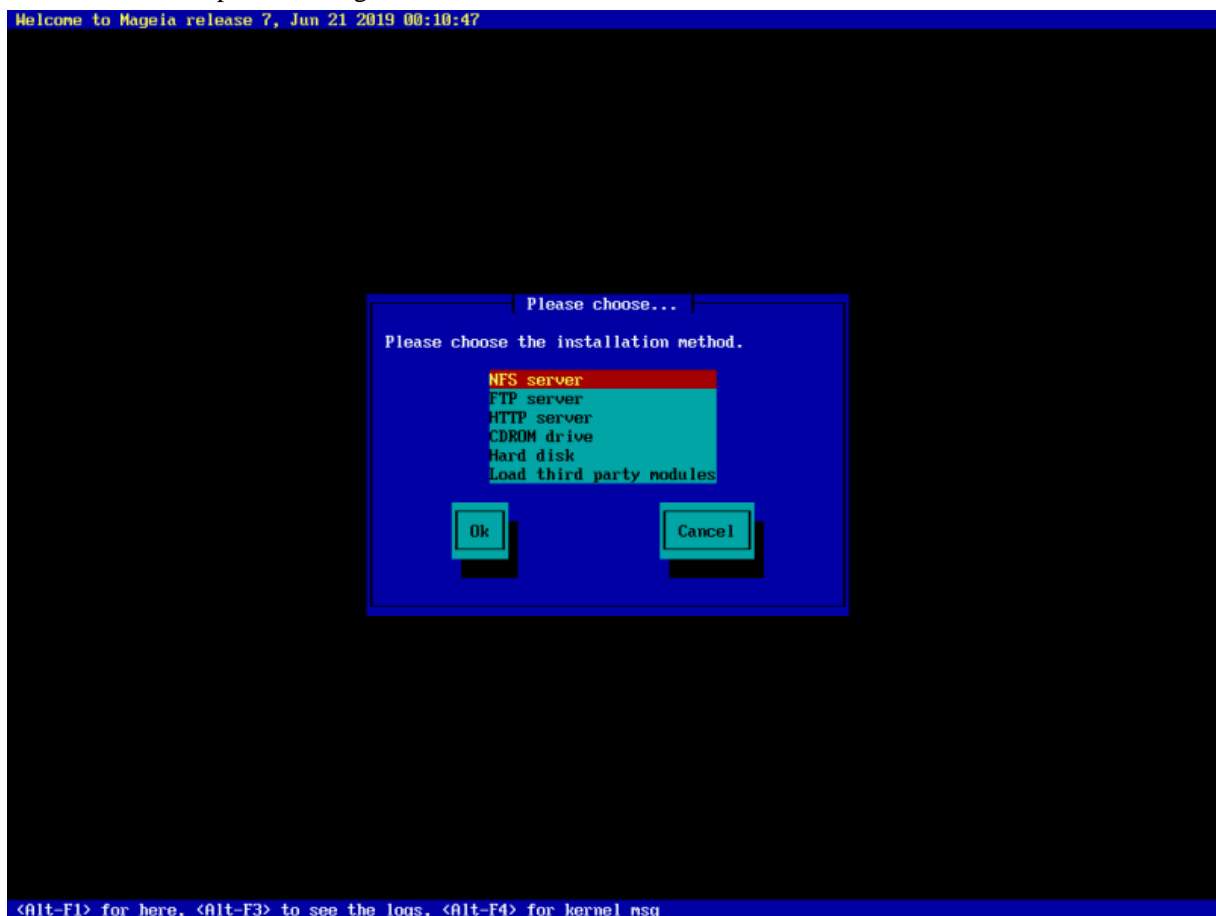 Welcome to Mageia release 7, Jun 21 2019 00:10:47
Please choose...
Please choose the installation method.
NFS server
FTP server
HTTP server
CDROM drive
Hard disk
Load third party modules
Ok
Cancel
<Alt-F1> for here, <Alt-F3> to see the logs, <Alt-F4> for kernel msg